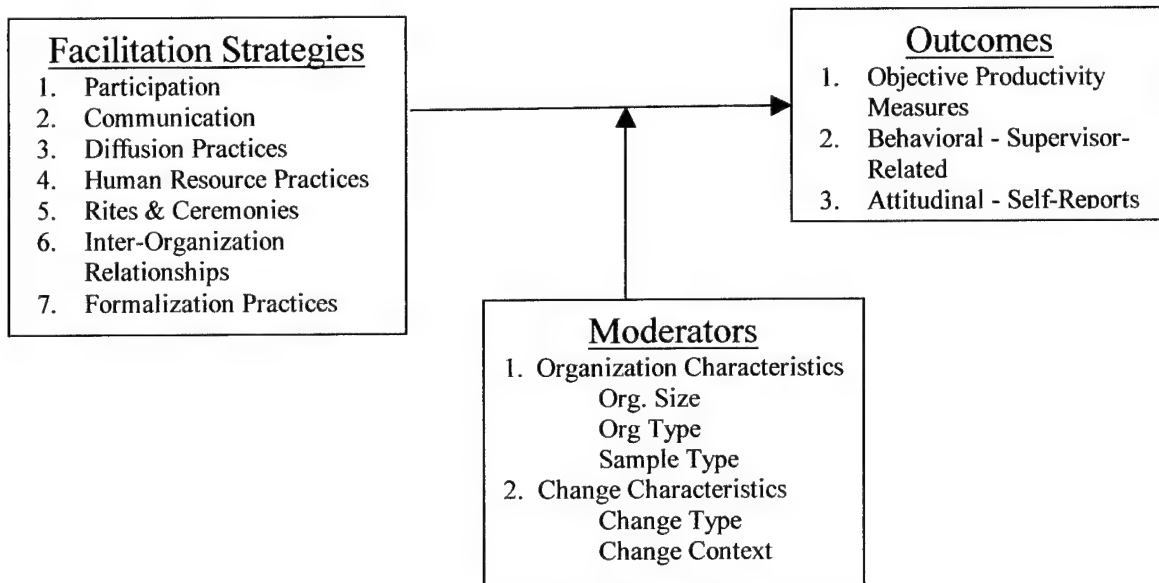 Facilitation Strategies
1. Participation
2. Communication
3. Diffusion Practices
4. Human Resource Practices
5. Rites & Ceremonies
6. Inter-Organization
Relationships
7. Formalization Practices
Outcomes
1. Objective Productivity
Measures
2. Behavioral - Supervisor-
Related
3. Attitudinal - Self-Reports
Moderators
1. Organization Characteristics
Org. Size
Org Type
Sample Type
2. Change Characteristics
Change Type
Change Context